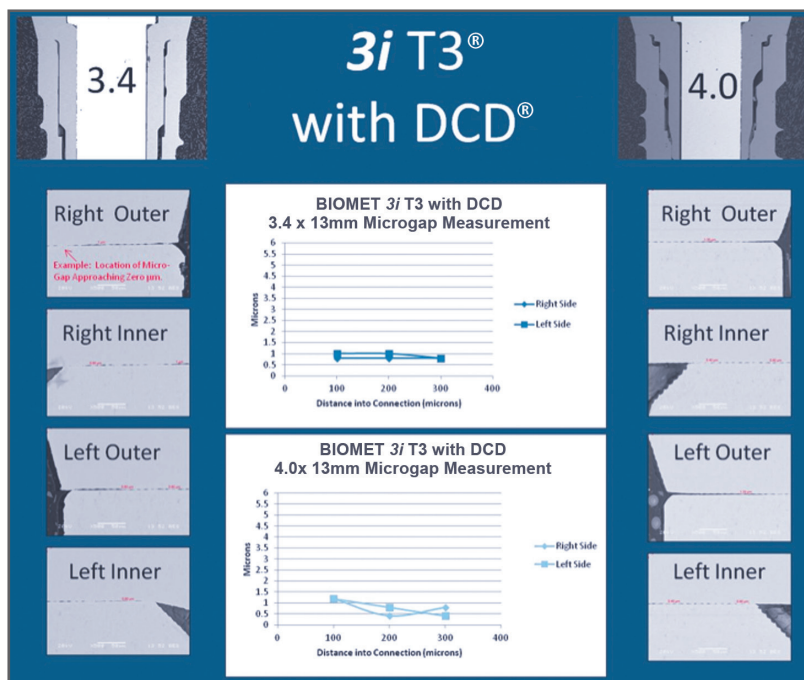 3.4
3i T3®
with DCD®
4.0
Right Outer
Example: Location of Micro-
Gap Approaching Zero µm.
Right Inner
Left Outer
Left Inner
BIOMET 3i T3 with DCD
3.4 x 13mm Microgap Measurement
6
5.5
5
4.5
4
3.5
3
2.5
2
1.5
1
0.5
0
Microns
0 100 200 300 400
Distance into Connection (microns)
Right Side
Left Side
BIOMET 3i T3 with DCD
4.0x 13mm Microgap Measurement
6
5.5
5
4.5
4
3.5
3
2.5
2
1.5
1
0.5
0
Microns
0 100 200 300 400
Distance into Connection (microns)
Right Side
Left Side
Right Outer
Right Inner
Left Outer
Left Inner